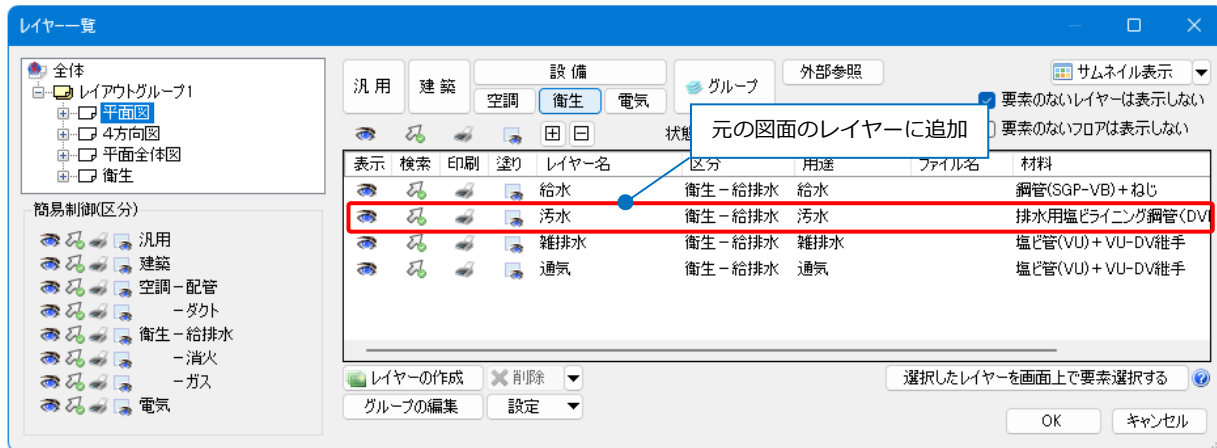 レイヤー一覧
全体
レイアウトグループ1
平面図
4方向図
平面全体図
衛生
簡易制御(区分)
汎用
建築
空調－配管
－ダクト
衛生－給排水
－消火
－ガス
電気
汎用 建築 設備 グループ 外部参照 サムネイル表示
空調 衛生 電気
要素のないレイヤーは表示しない
要素のないフロアは表示しない
元の図面のレイヤーに追加
表示 検索 印刷 塗り レイヤー名 区分 用途 ファイル名 材料
給水 衛生－給排水 給水 鋼管(SGP-VB)+ねじ
汚水 衛生－給排水 汚水 排水用塩ビライニング鋼管(DV
雑排水 衛生－給排水 雑排水 塩ビ管(VU)+VU-DV継手
通気 衛生－給排水 通気 塩ビ管(VU)+VU-DV継手
レイヤーの作成 削除 選択したレイヤーを画面上で要素選択する
グループの編集 設定
OK キャンセル